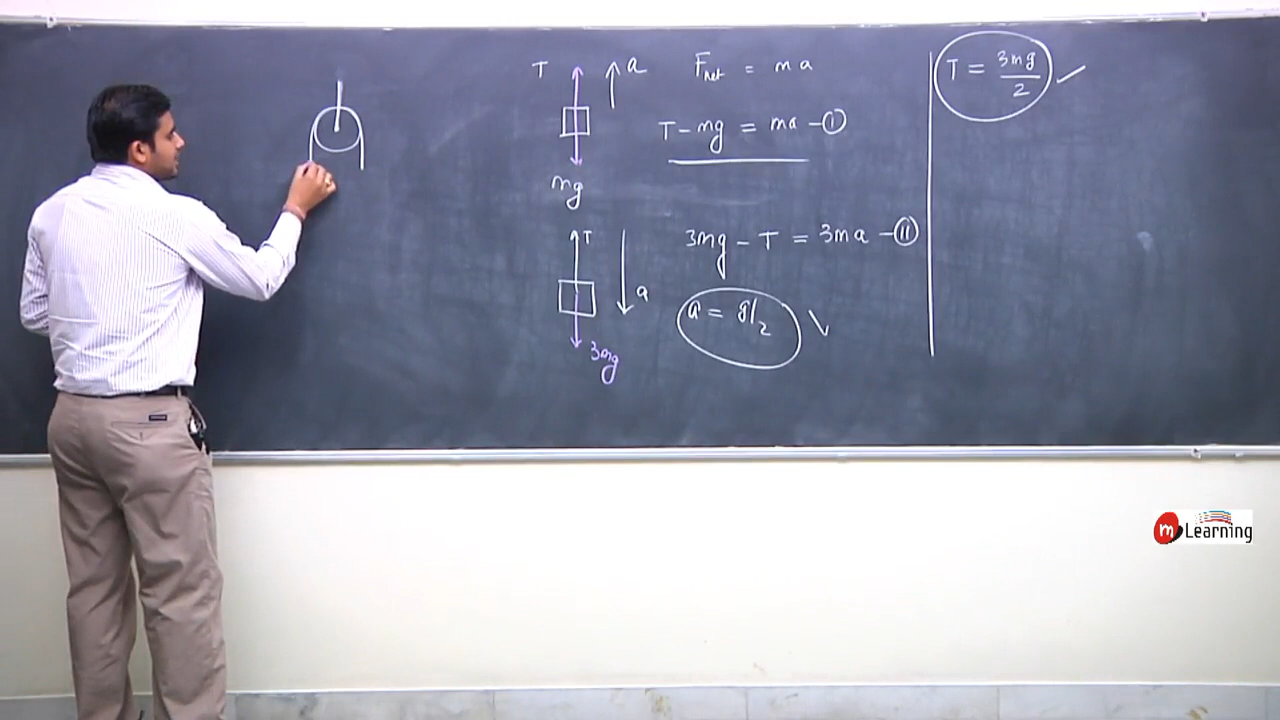 T
a
F_net = ma
T - mg = ma - (I)
mg
T
3mg - T = 3ma - (II)
a
a = g/2
3mg
T = 3mg/2
m Learning